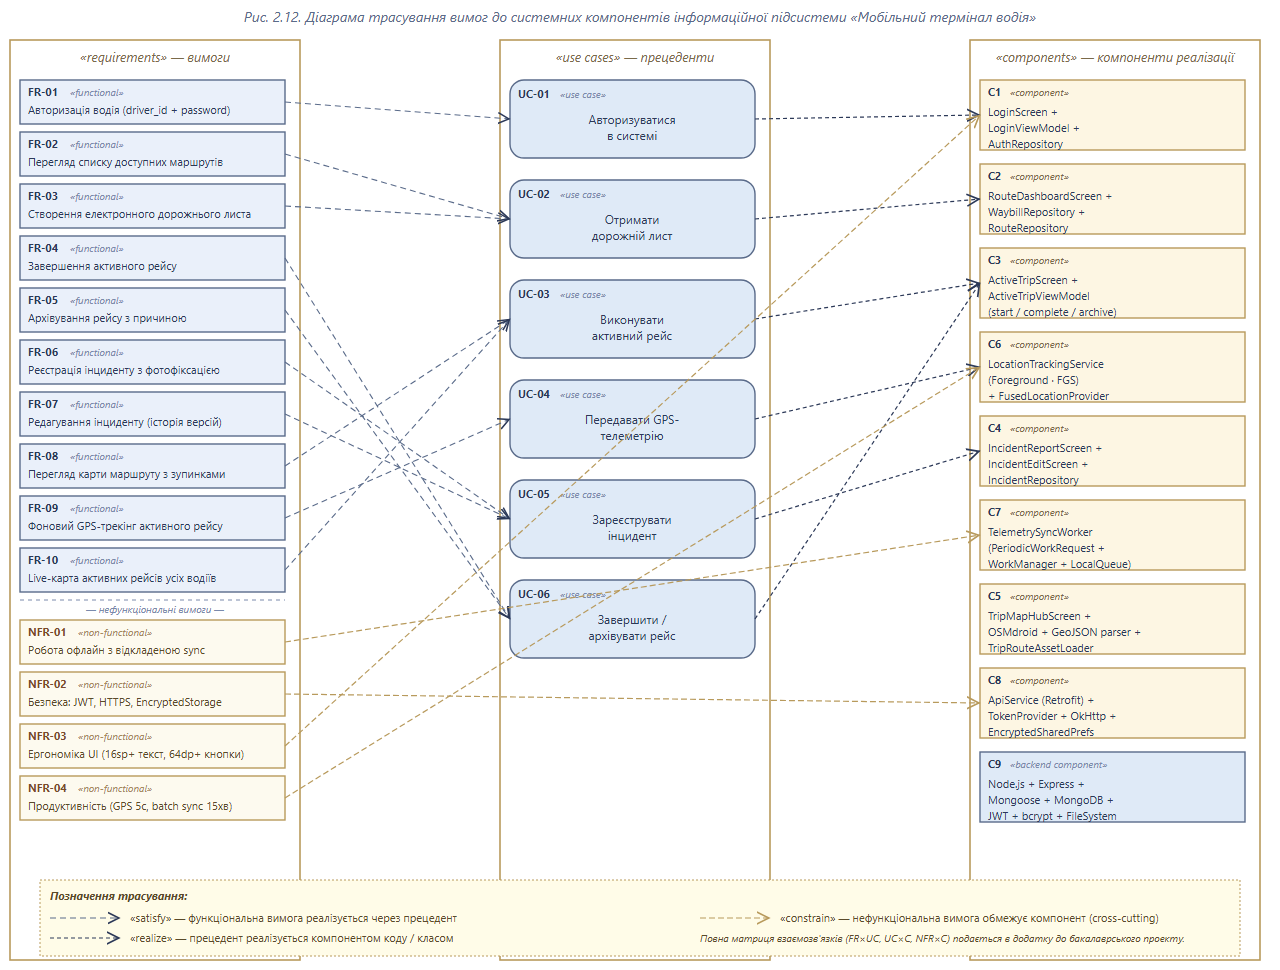 Рис. 2.12. Діаграма трасування вимог до системних компонентів інформаційної підсистеми «Мобільний термінал водія»
«requirements» — вимоги
FR-01 «functional»
Авторизація водія (driver_id + password)
FR-02 «functional»
Перегляд списку доступних маршрутів
FR-03 «functional»
Створення електронного дорожнього листа
FR-04 «functional»
Завершення активного рейсу
FR-05 «functional»
Архівування рейсу з причиною
FR-06 «functional»
Реєстрація інциденту з фотофіксацією
FR-07 «functional»
Редагування інциденту (історія версій)
FR-08 «functional»
Перегляд карти маршруту з зупинками
FR-09 «functional»
Фоновий GPS-трекінг активного рейсу
FR-10 «functional»
Live-карта активних рейсів усіх водіїв
— нефункціональні вимоги —
NFR-01 «non-functional»
Робота офлайн з відкладеною sync
NFR-02 «non-functional»
Безпека: JWT, HTTPS, EncryptedStorage
NFR-03 «non-functional»
Ергономіка UI (16sp+ текст, 64dp+ кнопки)
NFR-04 «non-functional»
Продуктивність (GPS 5с, batch sync 15хв)
«use cases» — прецеденти
UC-01 «use case»
Авторизуватися
в системі
UC-02 «use case»
Отримати
дорожній лист
UC-03 «use case»
Виконувати
активний рейс
UC-04 «use case»
Передавати GPS-
телеметрію
UC-05 «use case»
Зареєструвати
інцидент
UC-06 «use case»
Завершити /
архівувати рейс
«components» — компоненти реалізації
C1 «component»
LoginScreen +
LoginViewModel +
AuthRepository
C2 «component»
RouteDashboardScreen +
WaybillRepository +
RouteRepository
C3 «component»
ActiveTripScreen +
ActiveTripViewModel
(start / complete / archive)
C6 «component»
LocationTrackingService
(Foreground · FGS)
+ FusedLocationProvider
C4 «component»
IncidentReportScreen +
IncidentEditScreen +
IncidentRepository
C7 «component»
TelemetrySyncWorker
(PeriodicWorkRequest +
WorkManager + LocalQueue)
C5 «component»
TripMapHubScreen +
OSMdroid + GeoJSON parser +
TripRouteAssetLoader
C8 «component»
ApiService (Retrofit) +
TokenProvider + OkHttp +
EncryptedSharedPrefs
C9 «backend component»
Node.js + Express +
Mongoose + MongoDB +
JWT + bcrypt + FileSystem
Позначення трасування:
«satisfy» — функціональна вимога реалізується через прецедент
«realize» — прецедент реалізується компонентом коду / класом
«constrain» — нефункціональна вимога обмежує компонент (cross-cutting)
Повна матриця взаємозв'язків (FR×UC, UC×C, NFR×C) подається в додатку до бакалаврського проекту.